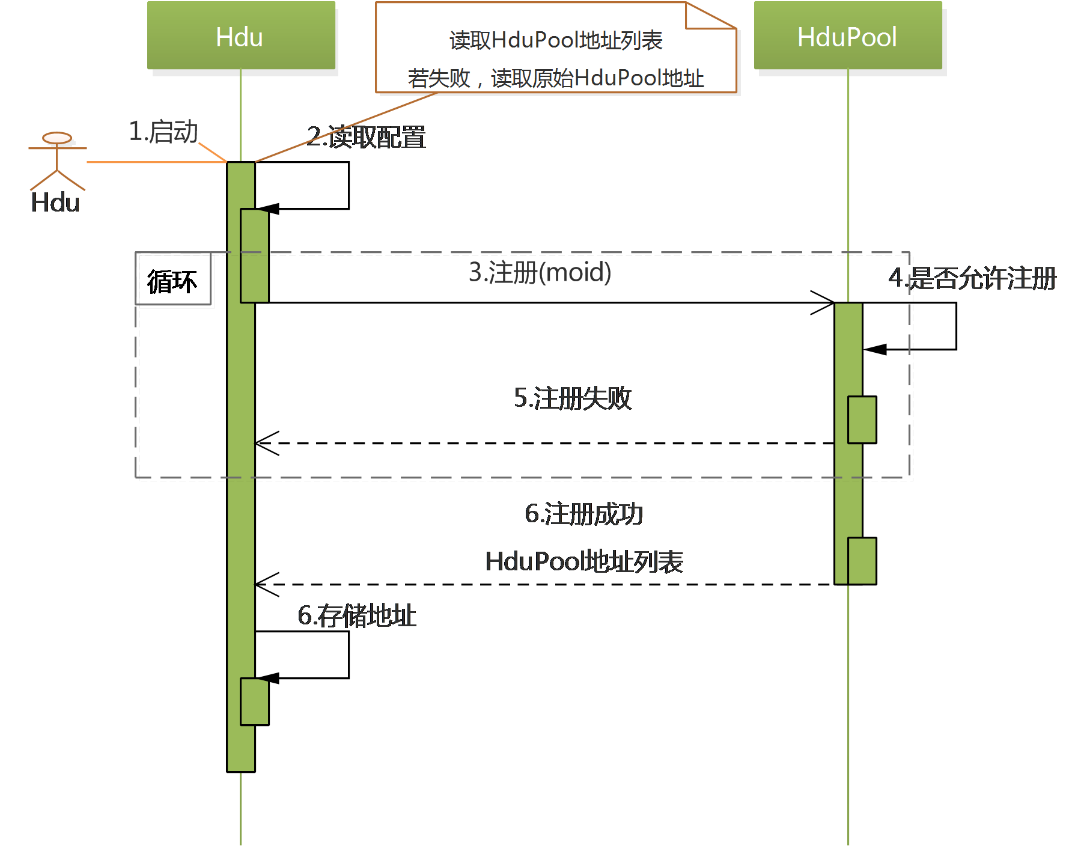 Hdu
读取HduPool地址列表
若失败，读取原始HduPool地址
HduPool
1.启动
2.读取配置
Hdu
循环
3.注册(moid)
4.是否允许注册
5.注册失败
6.注册成功
HduPool地址列表
6.存储地址